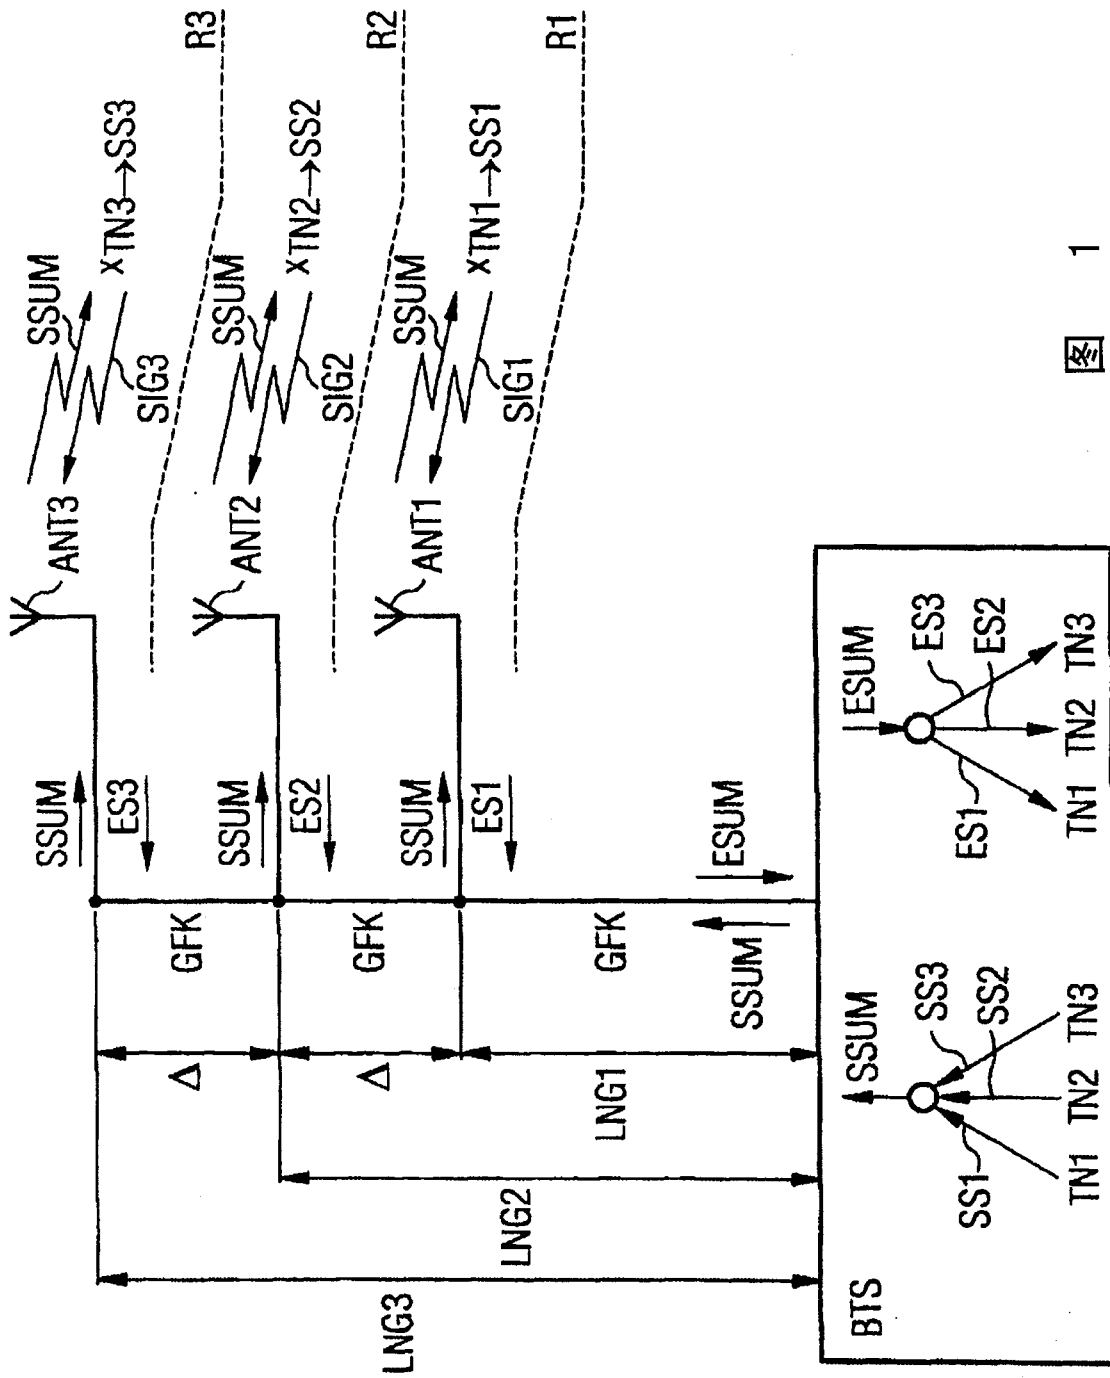 R3
SSUM
xTN3→SS3
SIG3
ANT3
SSUM
ES3
GFK
Δ
LNG3
R2
SSUM
xTN2→SS2
SIG2
ANT2
SSUM
ES2
GFK
Δ
LNG2
R1
SSUM
xTN1→SS1
SIG1
ANT1
SSUM
ES1
GFK
LNG1
ESUM
SSUM
BTS
SSUM
SS1
SS2
SS3
TN1 TN2 TN3
ESUM
ES1
ES2
ES3
TN1 TN2 TN3
图 1